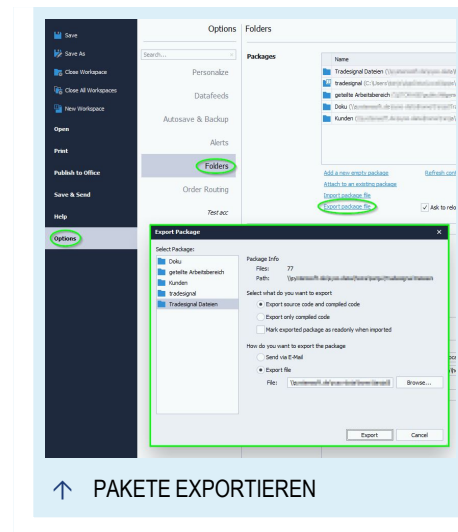 Save
Save As
Close Workspace
Close All Workspaces
New Workspace
Open
Print
Publish to Office
Save & Send
Help
Options
Options
Search...
Personalize
Datafeeds
Autosave & Backup
Alerts
Folders
Order Routing
Test acc
Folders
Packages
Name
Tradesignal Dateien
tradesignal
geteilte Arbeitsbereich
Doku
Kunden
Add a new empty package
Refresh cont
Attach to an existing package
Import package file
Export package file
Ask to relo
Export Package
Select Package:
Doku
geteilte Arbeitsbereich
Kunden
tradesignal
Tradesignal Dateien
Package Info
Files: 77
Path:
Select what do you want to export
Export source code and compiled code
Export only compiled code
Mark exported package as readonly when imported
How do you want to export the package
Send via E-Mail
Export file
File: Browse...
Export Cancel
PAKETE EXPORTIEREN